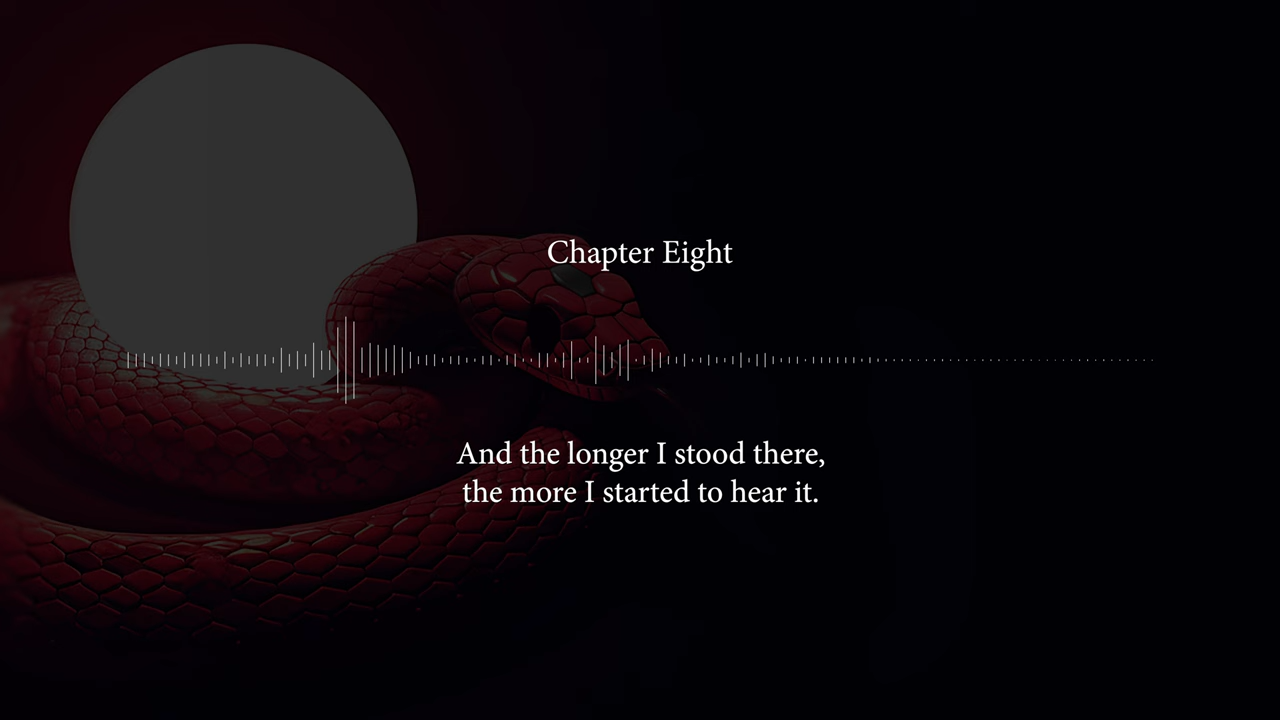 Chapter Eight
And the longer I stood there,
the more I started to hear it.